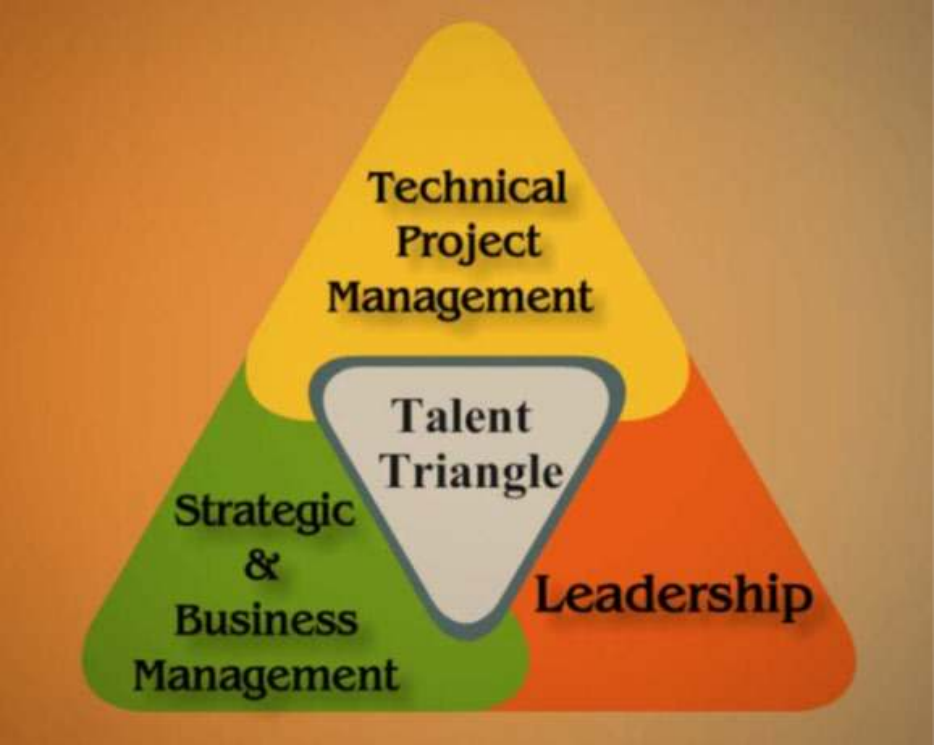 Technical
Project
Management
Talent
Triangle
Strategic
&
Business
Management
Leadership